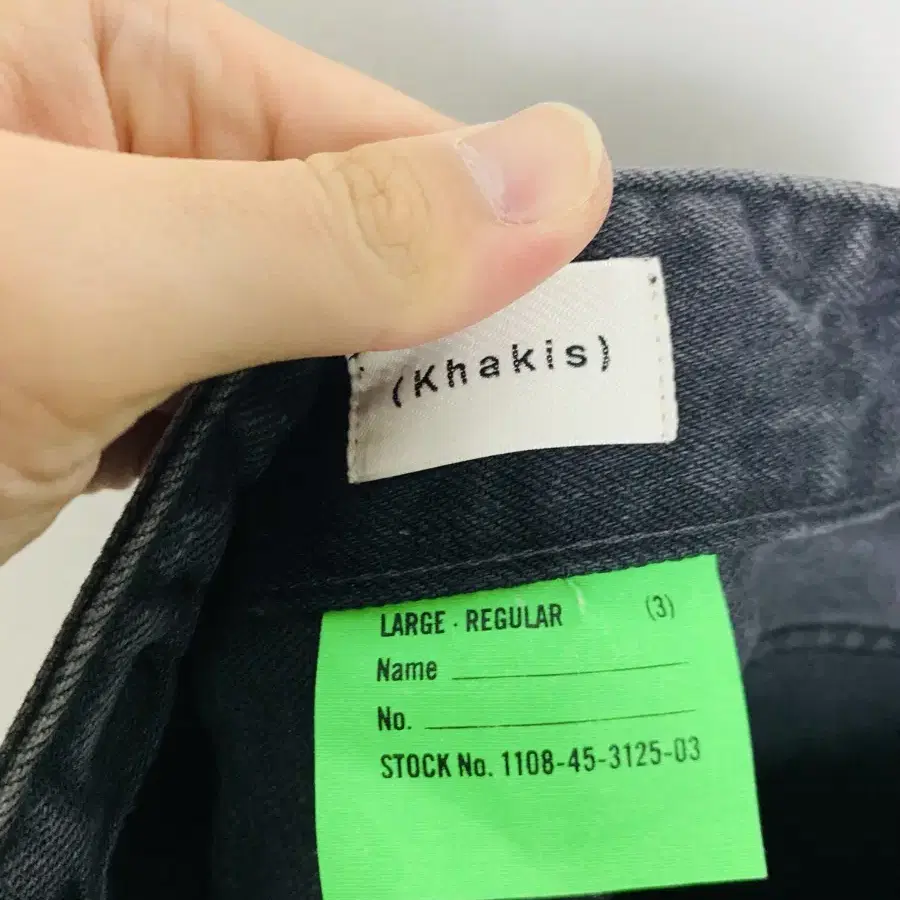 (Khakis)
LARGE · REGULAR (3)
Name
No.
STOCK No. 1108-45-3125-03